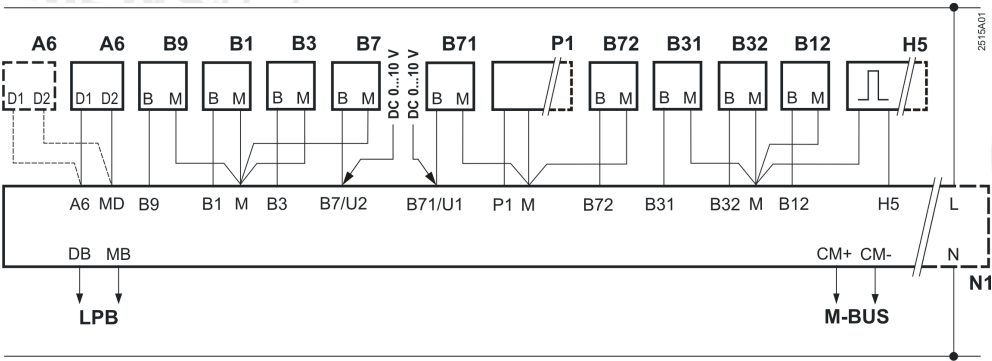 2515A01
A6 A6 B9 B1 B3 B7 DC 0...10 V DC 0...10 V B71 P1 B72 B31 B32 B12 H5
D1 D2 D1 D2 B M B M B M B M B M B M B M B M B M
A6 MD B9 B1 M B3 B7/U2 B71/U1 P1 M B72 B31 B32 M B12 H5 L
DB MB CM+ CM- N
N1
LPB M-BUS